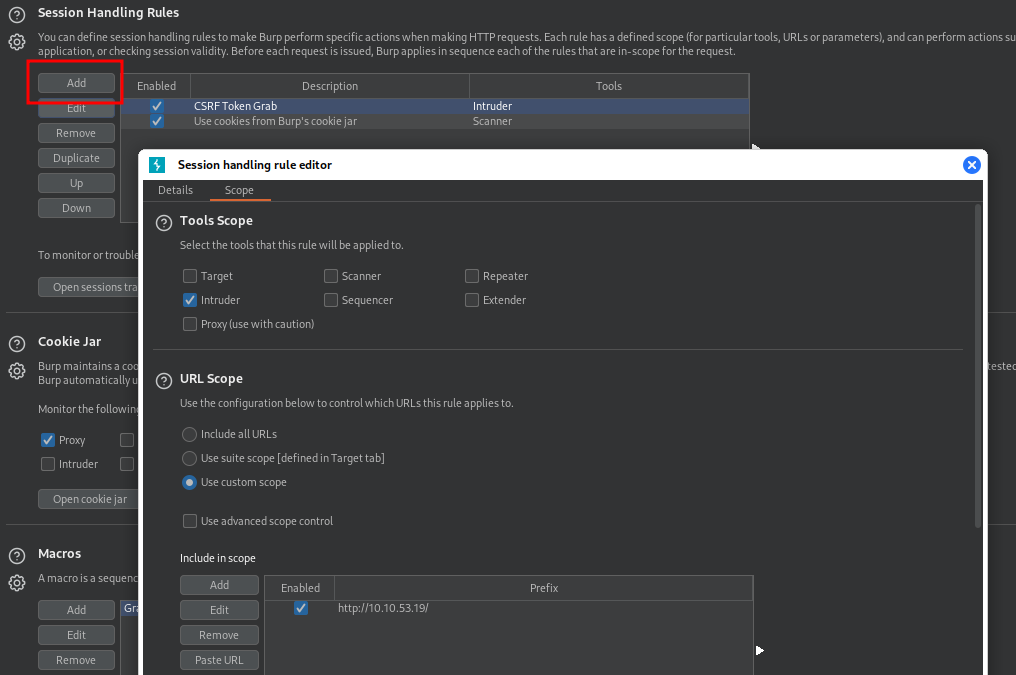 Session Handling Rules
You can define session handling rules to make Burp perform specific actions when making HTTP requests. Each rule has a defined scope (for particular tools, URLs or parameters), and can perform actions su
application, or checking session validity. Before each request is issued, Burp applies in sequence each of the rules that are in-scope for the request.
Add
Enabled Description Tools
Edit
CSRF Token Grab Intruder
Use cookies from Burp's cookie jar Scanner
Remove
Duplicate
Up
Down
To monitor or trouble
Open sessions tra
Cookie Jar
Burp maintains a coo
tested
Burp automatically u
Monitor the following
Proxy
Intruder
Open cookie jar
Macros
A macro is a sequenc
Add
Gra
Edit
Remove
Session handling rule editor
Details Scope
Tools Scope
Select the tools that this rule will be applied to.
Target Scanner Repeater
Intruder Sequencer Extender
Proxy (use with caution)
URL Scope
Use the configuration below to control which URLs this rule applies to.
Include all URLs
Use suite scope [defined in Target tab]
Use custom scope
Use advanced scope control
Include in scope
Add
Enabled Prefix
Edit
http://10.10.53.19/
Remove
Paste URL